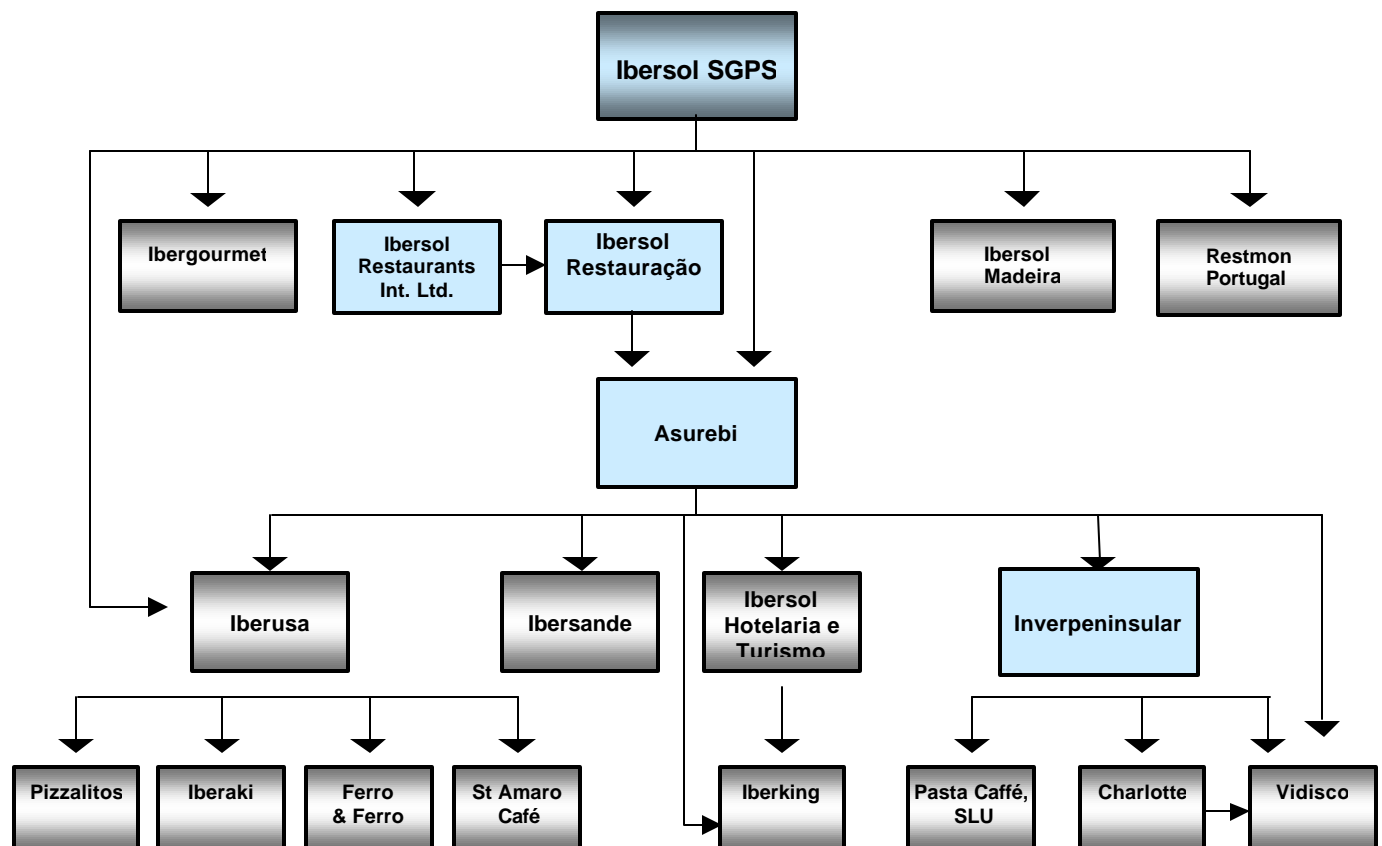 Ibersol SGPS
Ibergourmet
Ibersol
Restaurants
Int. Ltd.
Ibersol
Restauração
Ibersol
Madeira
Restmon
Portugal
Asurebi
Iberusa
Ibersande
Ibersol
Hotelaria e
Turismo
Inverpeninsular
Pizzalitos
Iberaki
Ferro
& Ferro
St Amaro
Café
Iberking
Pasta Caffé,
SLU
Charlotte
Vidisco